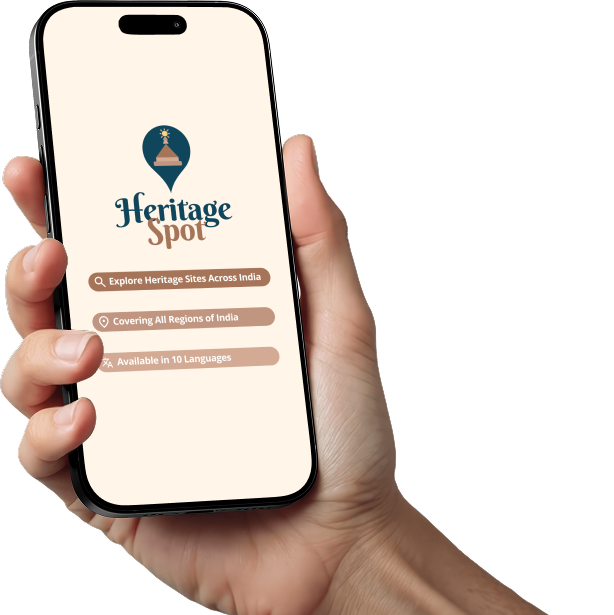 Heritage
Spot
Explore Heritage Sites Across India
Covering All Regions of India
Available in 10 Languages